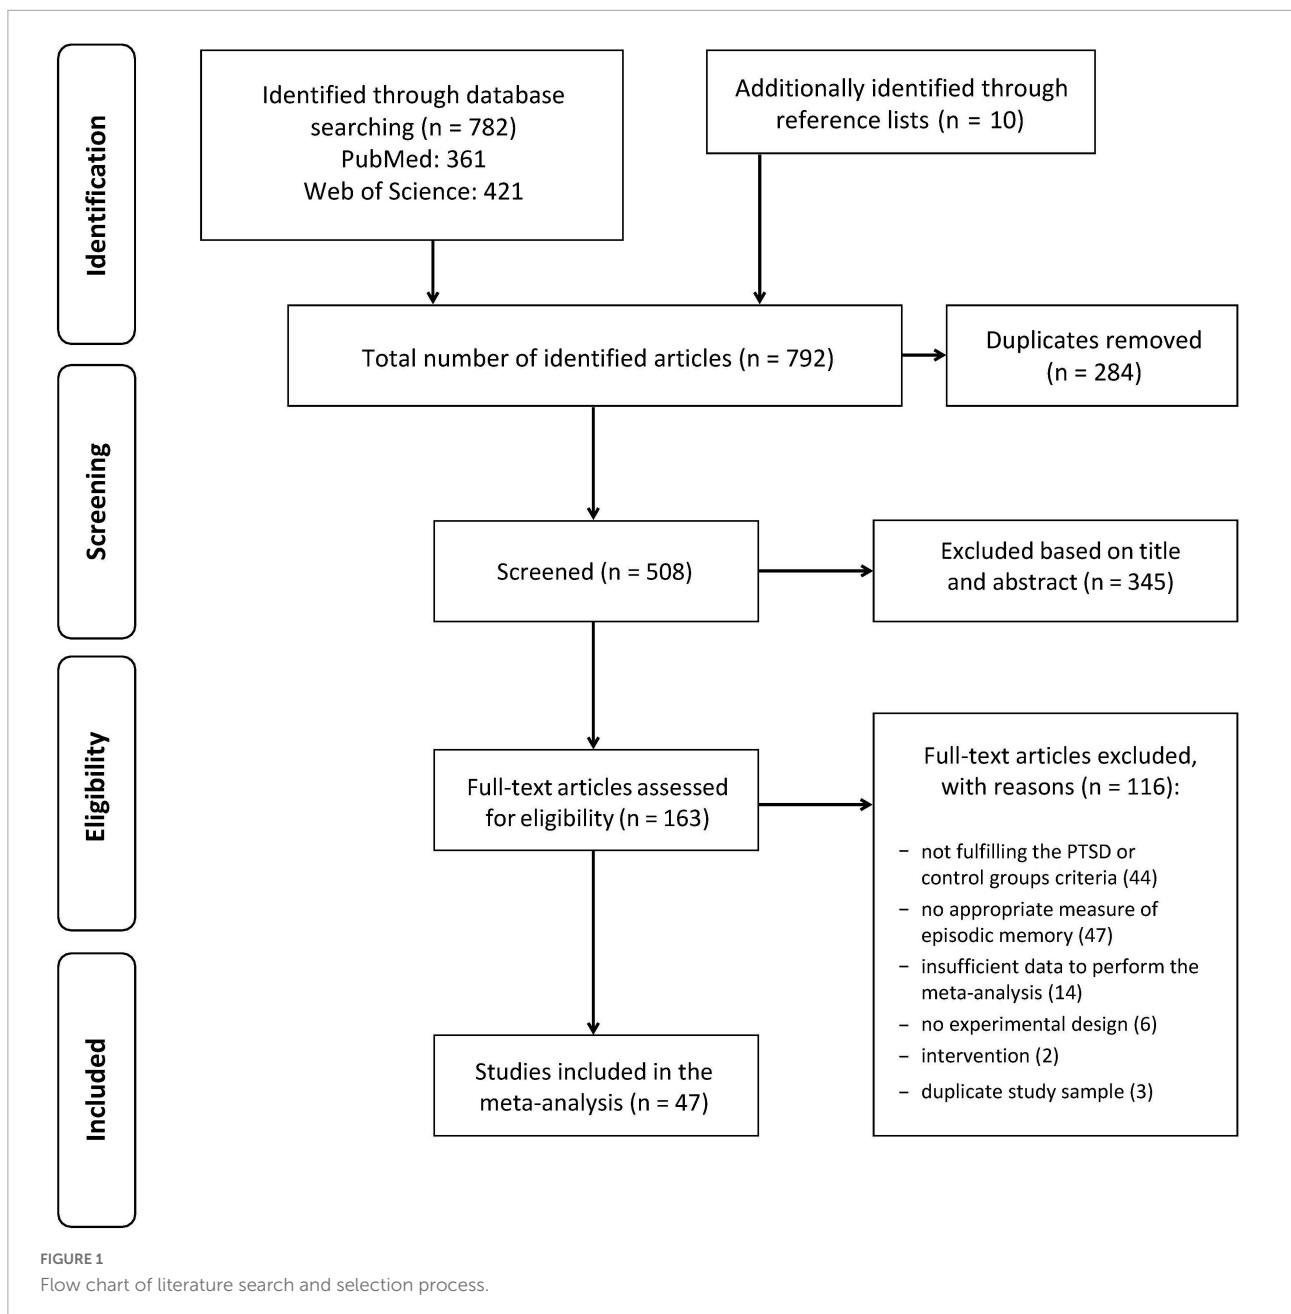 Identification
Identified through database
searching (n = 782)
PubMed: 361
Web of Science: 421
Additionally identified through
reference lists (n = 10)
Total number of identified articles (n = 792)
Duplicates removed
(n = 284)
Screening
Screened (n = 508)
Excluded based on title
and abstract (n = 345)
Eligibility
Full-text articles assessed
for eligibility (n = 163)
Full-text articles excluded,
with reasons (n = 116):
– not fulfilling the PTSD or
control groups criteria (44)
– no appropriate measure of
episodic memory (47)
– insufficient data to perform the
meta-analysis (14)
– no experimental design (6)
– intervention (2)
– duplicate study sample (3)
Included
Studies included in the
meta-analysis (n = 47)
FIGURE 1
Flow chart of literature search and selection process.